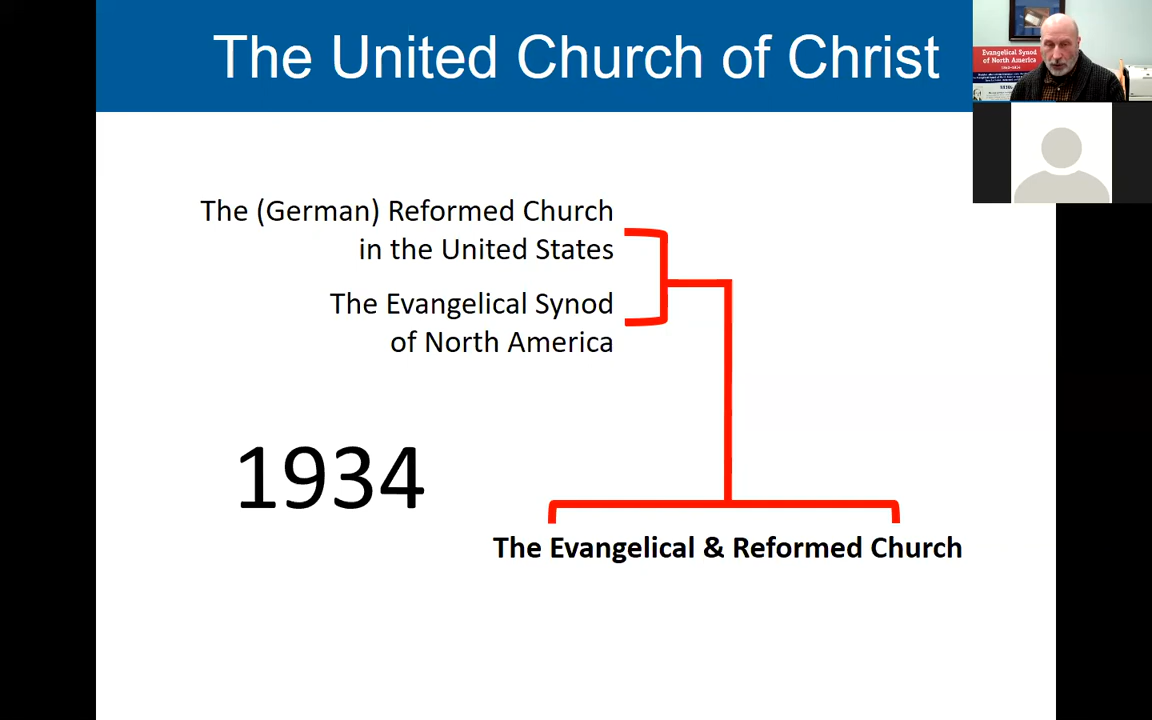 The United Church of Christ
Evangelical Synod
of North America
The (German) Reformed Church
in the United States
The Evangelical Synod
of North America
1934
The Evangelical & Reformed Church